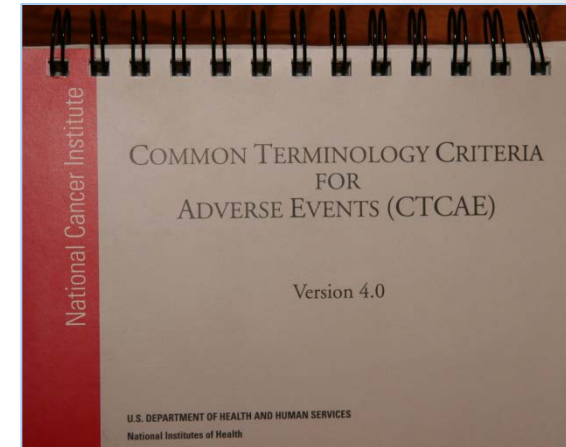 National Cancer Institute
COMMON TERMINOLOGY CRITERIA
FOR
ADVERSE EVENTS (CTCAE)
Version 4.0
U.S. DEPARTMENT OF HEALTH AND HUMAN SERVICES
National Institutes of Health